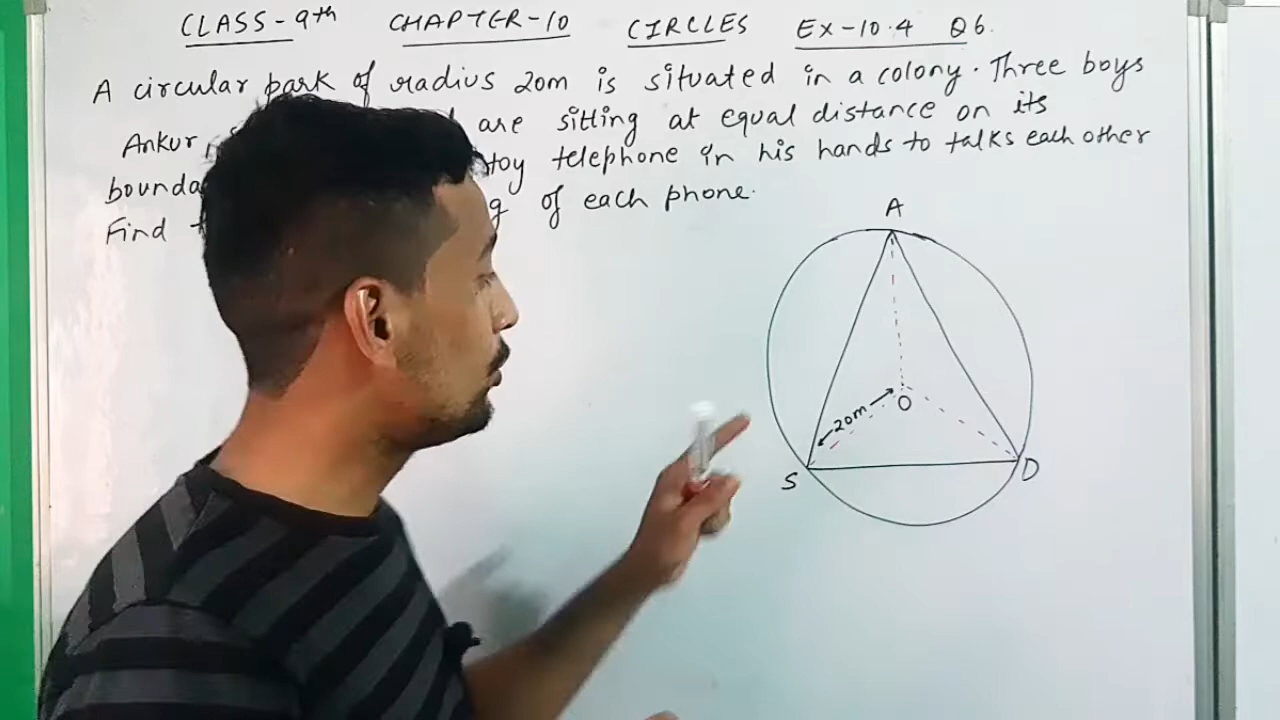 CLASS-9th CHAPTER-10 CIRCLES Ex-10.4 Q6.
A circular park of radius 20m is situated in a colony. Three boys
Ankur are sitting at equal distance on its
toy telephone in his hands to talks each other
Find of each phone.
A
20m
O
S
D